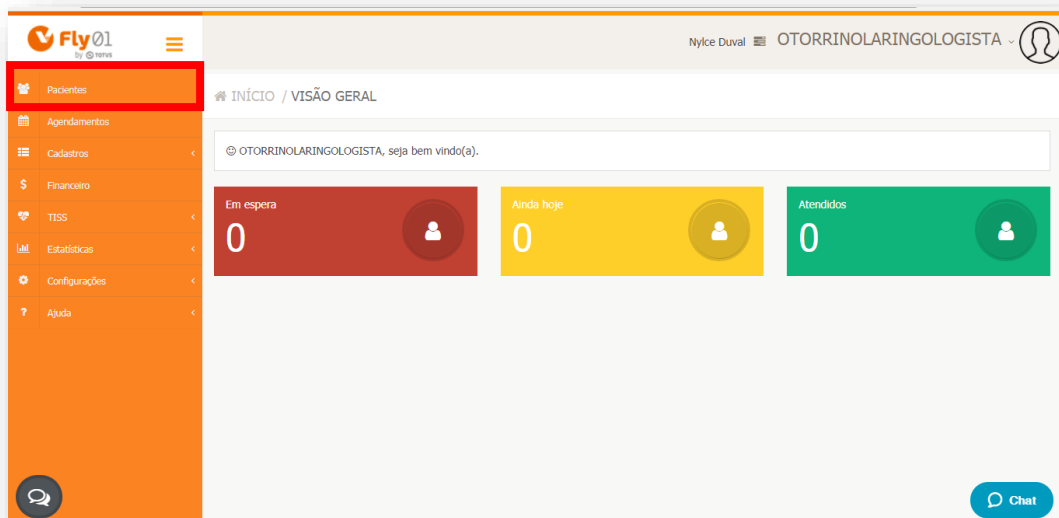 Fly01
by TOTVS
Nylce Duval OTORRINOLARINGOLOGISTA
Pacientes
Agendamentos
Cadastros
$ Financeiro
TISS
Estatísticas
Configurações
? Ajuda
INÍCIO / VISÃO GERAL
OTORRINOLARINGOLOGISTA, seja bem vindo(a).
Em espera
0
Ainda hoje
0
Atendidos
0
Chat